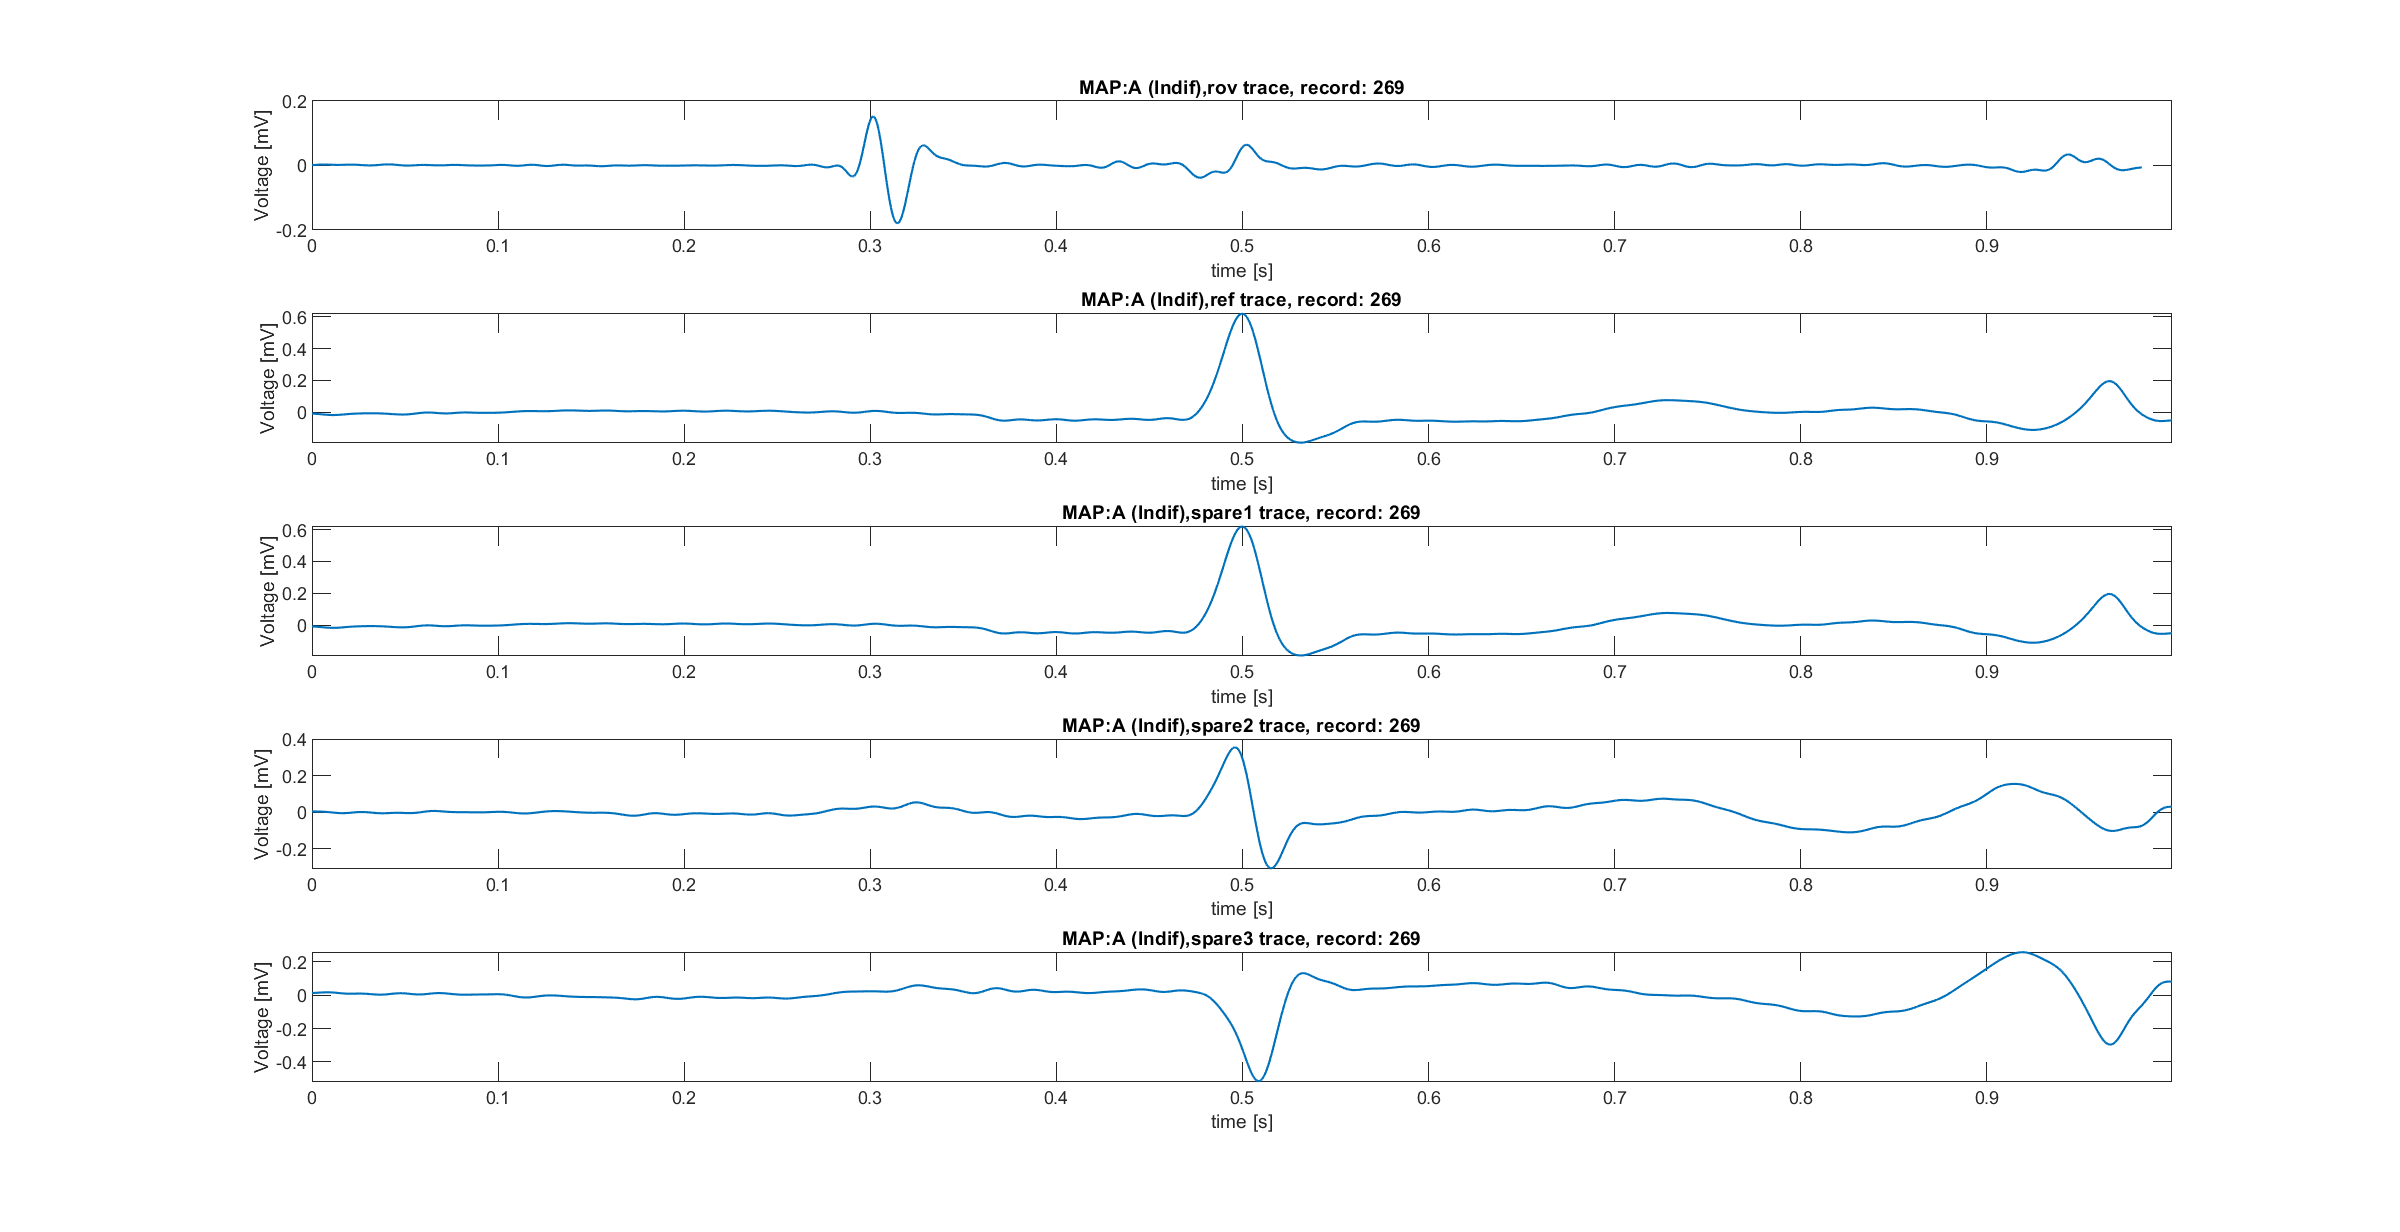 MAP:A (Indif),rov trace, record: 269
Voltage [mV]
0.2
0
-0.2
0 0.1 0.2 0.3 0.4 0.5 0.6 0.7 0.8 0.9
time [s]
MAP:A (Indif),ref trace, record: 269
Voltage [mV]
0.6
0.4
0.2
0
0 0.1 0.2 0.3 0.4 0.5 0.6 0.7 0.8 0.9
time [s]
MAP:A (Indif),spare1 trace, record: 269
Voltage [mV]
0.6
0.4
0.2
0
0 0.1 0.2 0.3 0.4 0.5 0.6 0.7 0.8 0.9
time [s]
MAP:A (Indif),spare2 trace, record: 269
Voltage [mV]
0.4
0.2
0
-0.2
0 0.1 0.2 0.3 0.4 0.5 0.6 0.7 0.8 0.9
time [s]
MAP:A (Indif),spare3 trace, record: 269
Voltage [mV]
0.2
0
-0.2
-0.4
0 0.1 0.2 0.3 0.4 0.5 0.6 0.7 0.8 0.9
time [s]